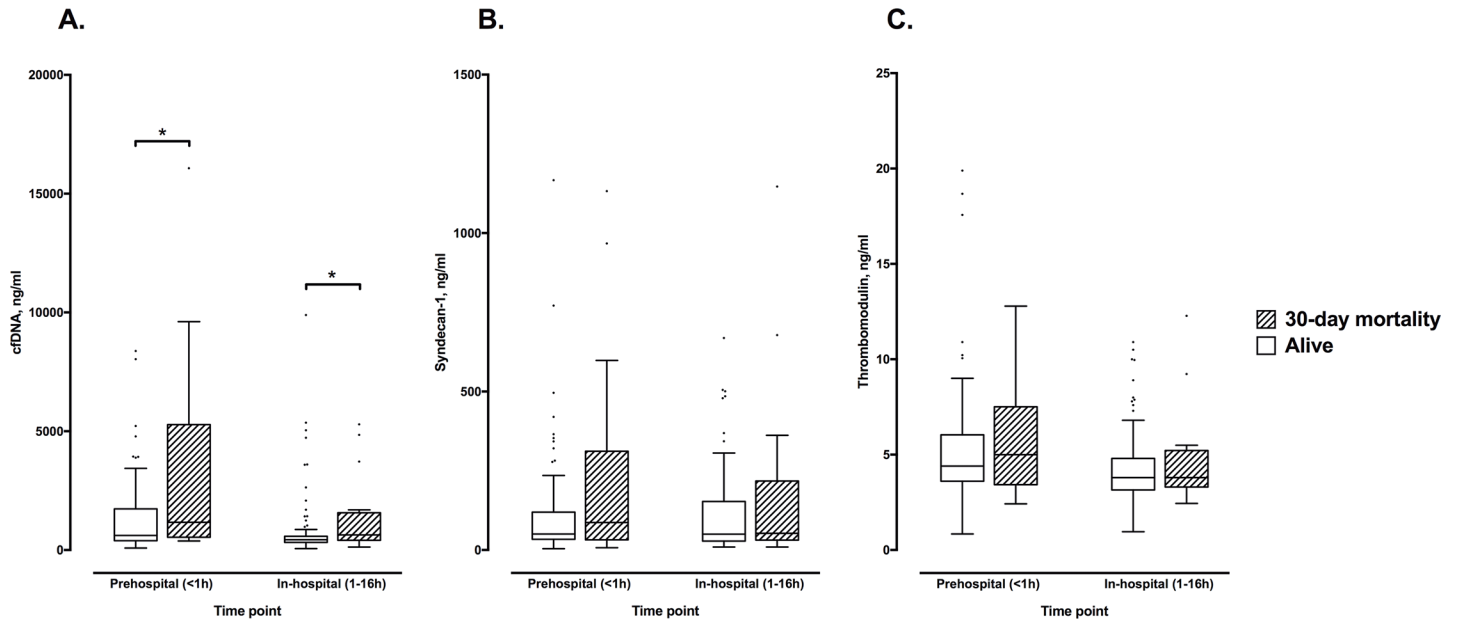 A.
B.
C.
20000
15000
10000
5000
0
cfDNA, ng/ml
*
*
Prehospital (<1h)
In-hospital (1-16h)
Time point
1500
1000
500
0
Syndecan-1, ng/ml
Prehospital (<1h)
In-hospital (1-16h)
Time point
25
20
15
10
5
0
Thrombomodulin, ng/ml
Prehospital (<1h)
In-hospital (1-16h)
Time point
30-day mortality
Alive